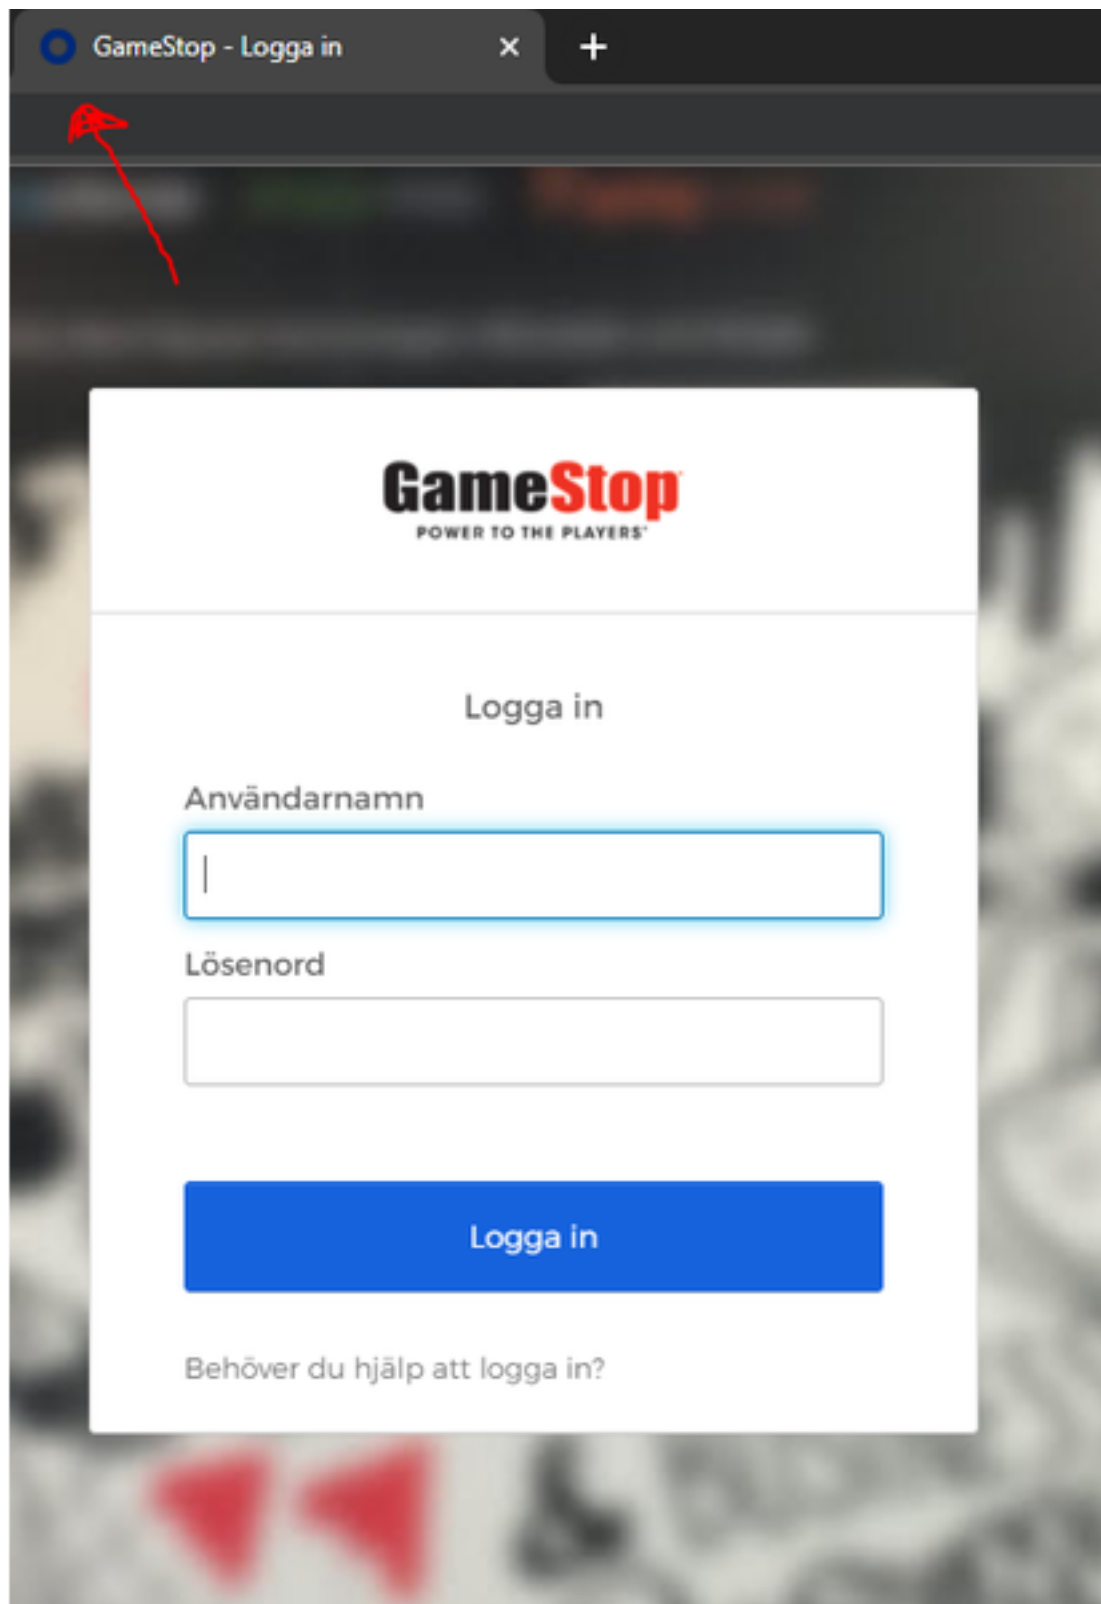 GameStop - Logga in
GameStop
POWER TO THE PLAYERS
Logga in
Användarnamn
Lösenord
Logga in
Behöver du hjälp att logga in?